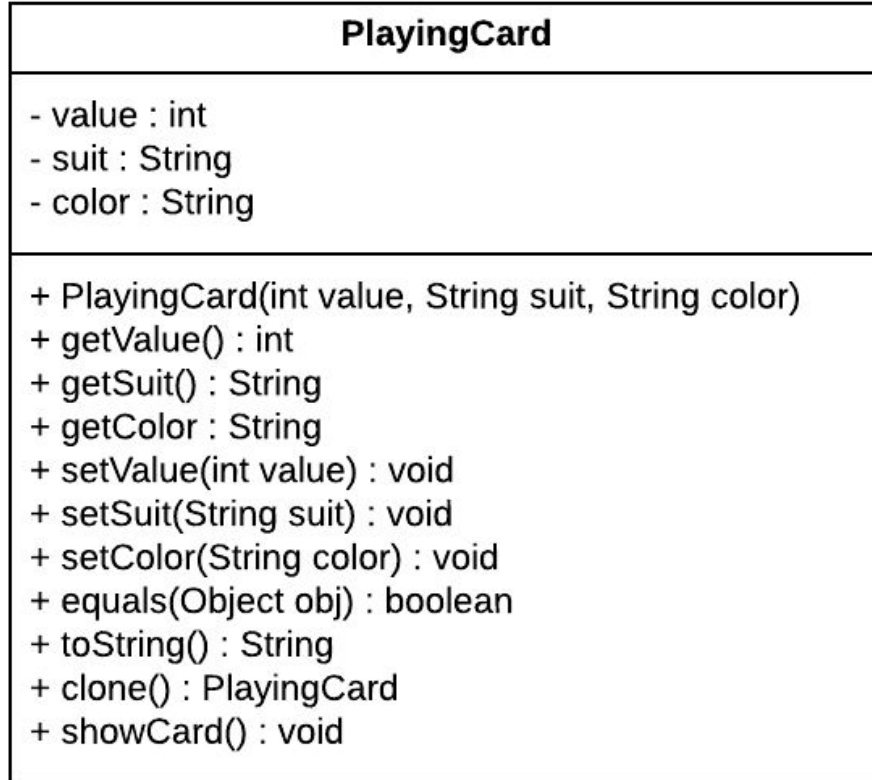 PlayingCard
- value : int
- suit : String
- color : String
+ PlayingCard(int value, String suit, String color)
+ getValue() : int
+ getSuit() : String
+ getColor : String
+ setValue(int value) : void
+ setSuit(String suit) : void
+ setColor(String color) : void
+ equals(Object obj) : boolean
+ toString() : String
+ clone() : PlayingCard
+ showCard() : void